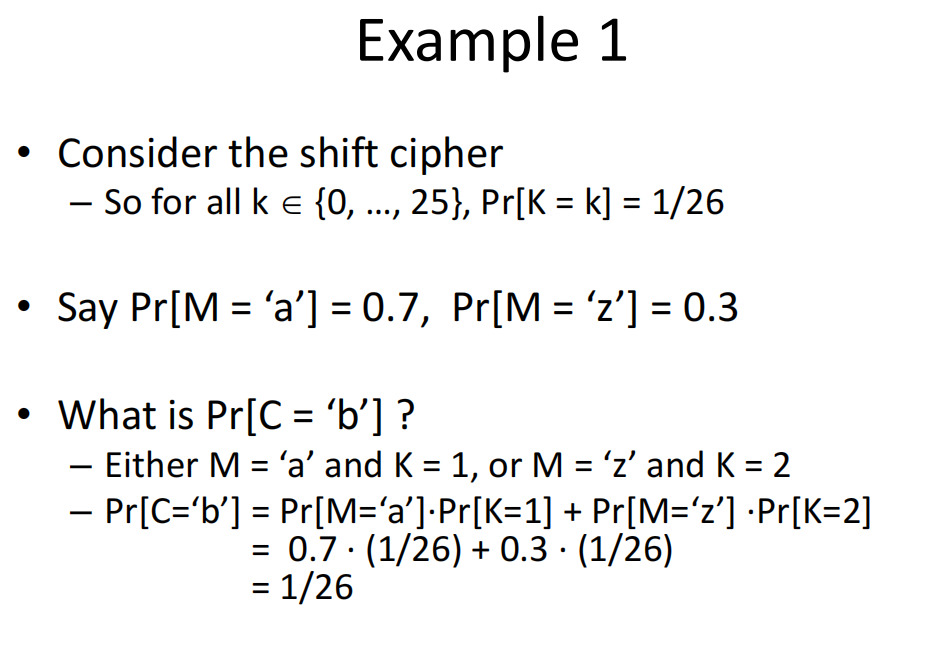 Example 1
• Consider the shift cipher
– So for all k ∈ {0, …, 25}, Pr[K = k] = 1/26
• Say Pr[M = ‘a’] = 0.7, Pr[M = ‘z’] = 0.3
• What is Pr[C = ‘b’] ?
– Either M = ‘a’ and K = 1, or M = ‘z’ and K = 2
– Pr[C=‘b’] = Pr[M=‘a’]·Pr[K=1] + Pr[M=‘z’] ·Pr[K=2]
= 0.7 · (1/26) + 0.3 · (1/26)
= 1/26